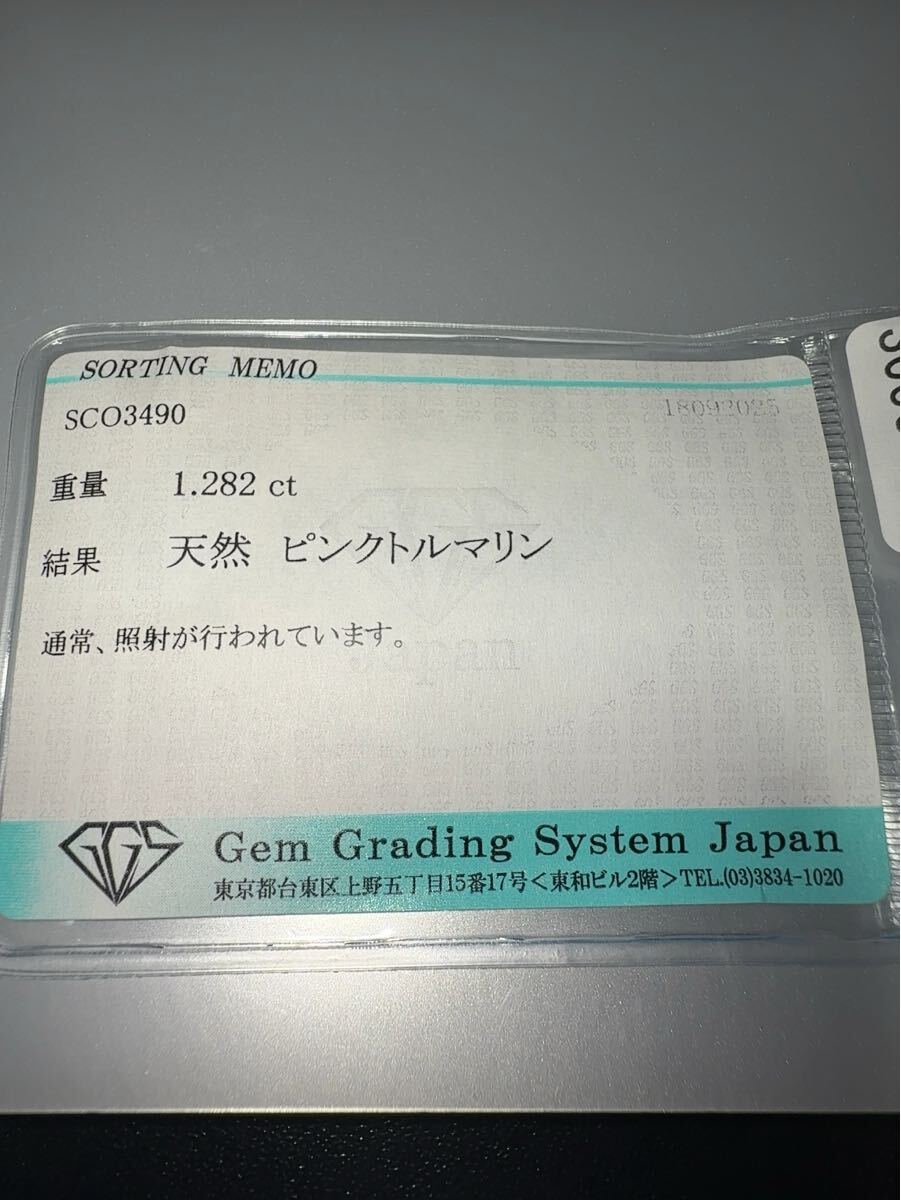 SORTING MEMO
SCO3490
18092025
重量 1.282 ct
結果 天然 ピンクトルマリン
通常、照射が行われています。
GGS
Gem Grading System Japan
東京都台東区上野五丁目15番17号＜東和ビル2階＞TEL.(03)3834-1020